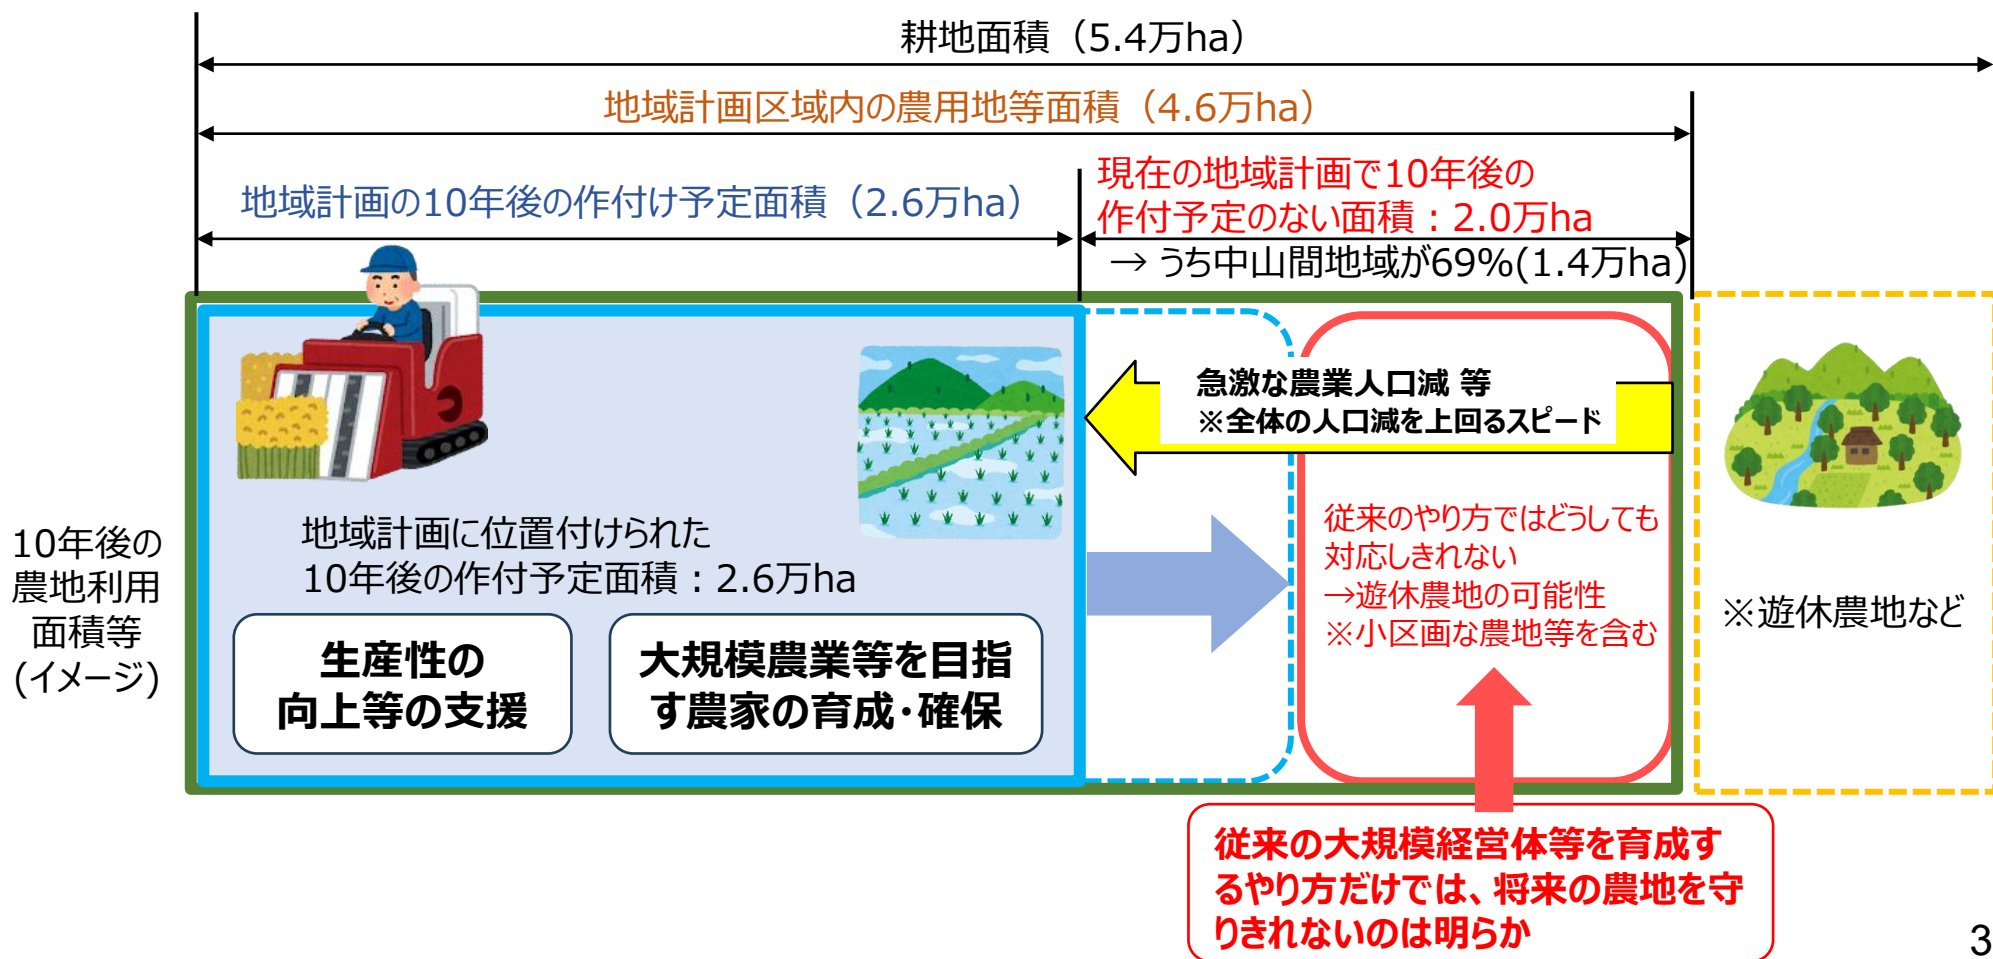 耕地面積（5.4万ha）
地域計画区域内の農用地等面積（4.6万ha）
地域計画の10年後の作付け予定面積（2.6万ha）
現在の地域計画で10年後の
作付予定のない面積：2.0万ha
→ うち中山間地域が69%(1.4万ha)
急激な農業人口減 等
※全体の人口減を上回るスピード
10年後の
農地利用
面積等
(イメージ)
地域計画に位置付けられた
10年後の作付予定面積：2.6万ha
生産性の
向上等の支援
大規模農業等を目指
す農家の育成･確保
従来のやり方ではどうしても
対応しきれない
→遊休農地の可能性
※小区画な農地等を含む
※遊休農地など
従来の大規模経営体等を育成す
るやり方だけでは、将来の農地を守
りきれないのは明らか
3